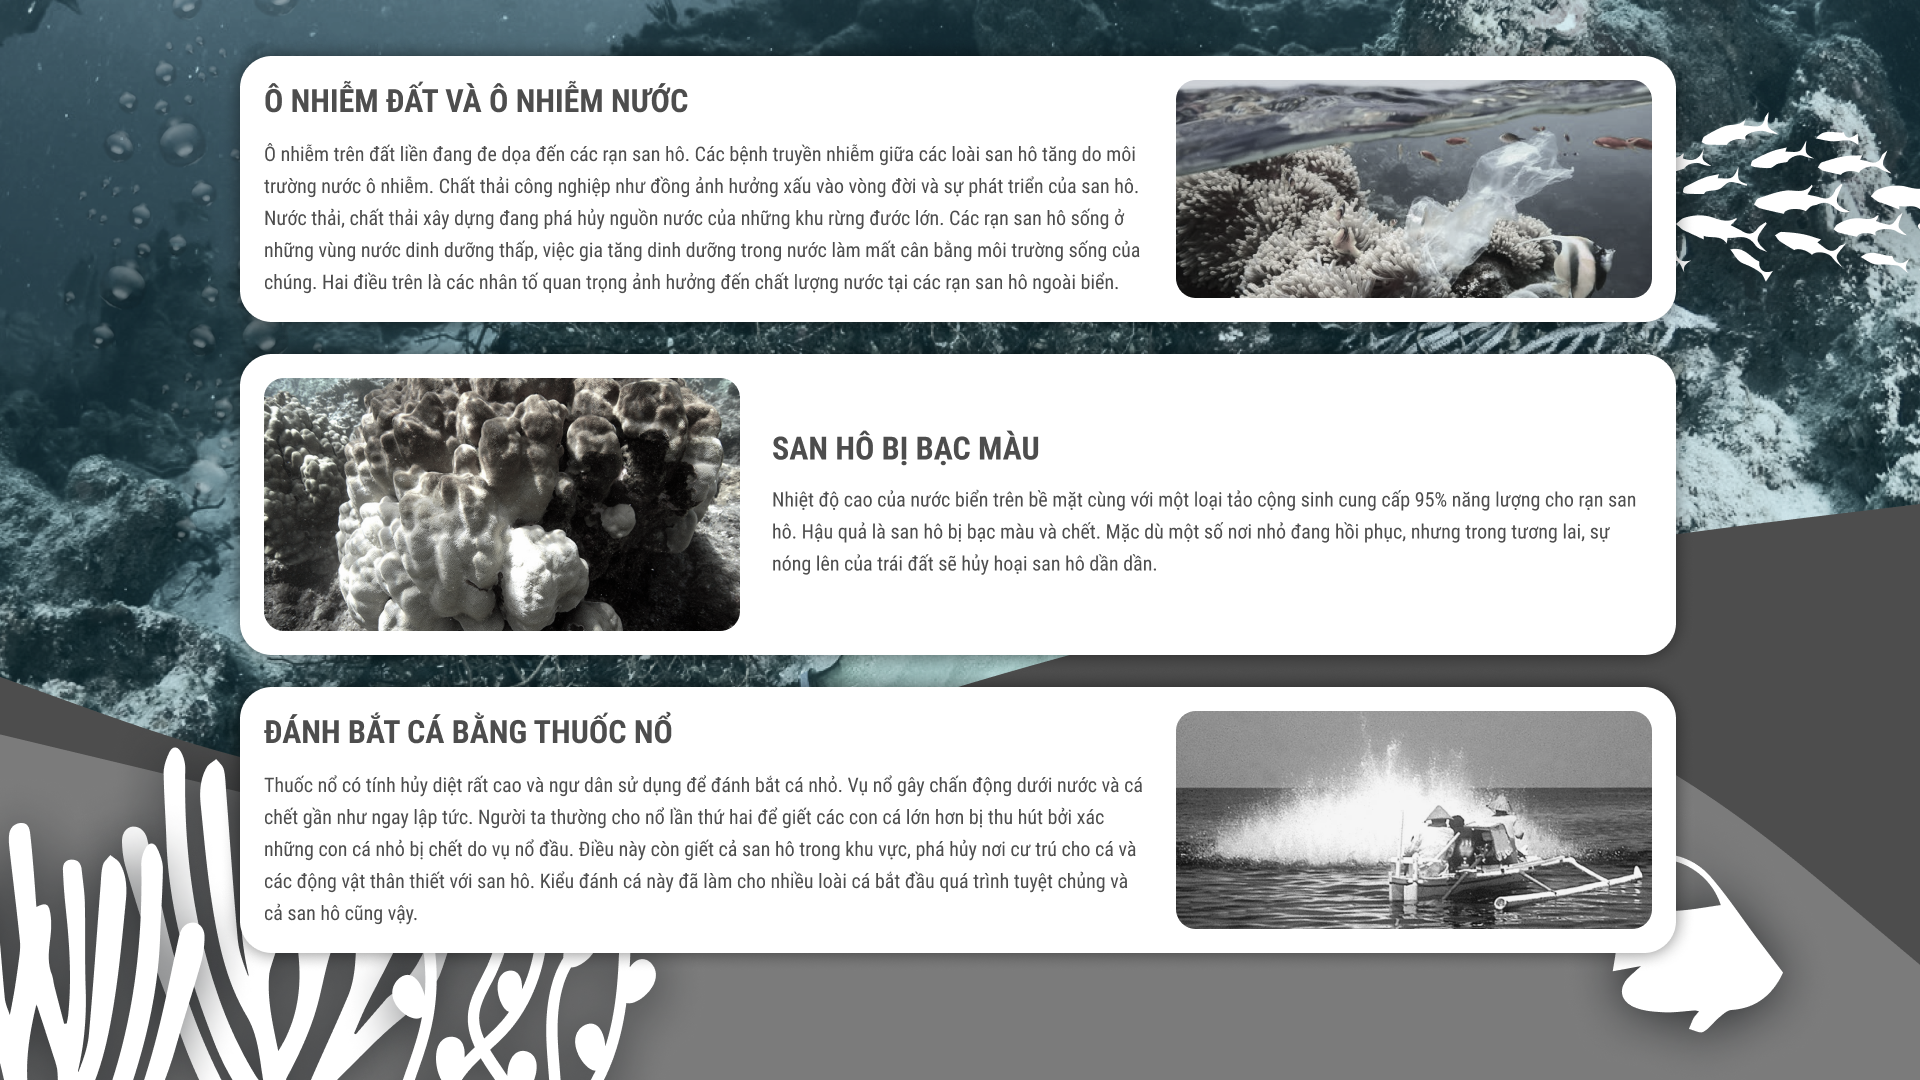 Ô NHIỄM ĐẤT VÀ Ô NHIỄM NƯỚC
Ô nhiễm trên đất liền đang đe dọa đến các rạn san hô. Các bệnh truyền nhiễm giữa các loài san hô tăng do môi
trường nước ô nhiễm. Chất thải công nghiệp như đồng ảnh hưởng xấu vào vòng đời và sự phát triển của san hô.
Nước thải, chất thải xây dựng đang phá hủy nguồn nước của những khu rừng đước lớn. Các rạn san hô sống ở
những vùng nước dinh dưỡng thấp, việc gia tăng dinh dưỡng trong nước làm mất cân bằng môi trường sống của
chúng. Hai điều trên là các nhân tố quan trọng ảnh hưởng đến chất lượng nước tại các rạn san hô ngoài biển.
SAN HÔ BỊ BẠC MÀU
Nhiệt độ cao của nước biển trên bề mặt cùng với một loại tảo cộng sinh cung cấp 95% năng lượng cho rạn san
hô. Hậu quả là san hô bị bạc màu và chết. Mặc dù một số nơi nhỏ đang hồi phục, nhưng trong tương lai, sự
nóng lên của trái đất sẽ hủy hoại san hô dần dần.
ĐÁNH BẮT CÁ BẰNG THUỐC NỔ
Thuốc nổ có tính hủy diệt rất cao và ngư dân sử dụng để đánh bắt cá nhỏ. Vụ nổ gây chấn động dưới nước và cá
chết gần như ngay lập tức. Người ta thường cho nổ lần thứ hai để giết các con cá lớn hơn bị thu hút bởi xác
những con cá nhỏ bị chết do vụ nổ đầu. Điều này còn giết cả san hô trong khu vực, phá hủy nơi cư trú cho cá và
các động vật thân thiết với san hô. Kiểu đánh cá này đã làm cho nhiều loài cá bắt đầu quá trình tuyệt chủng và
cả san hô cũng vậy.